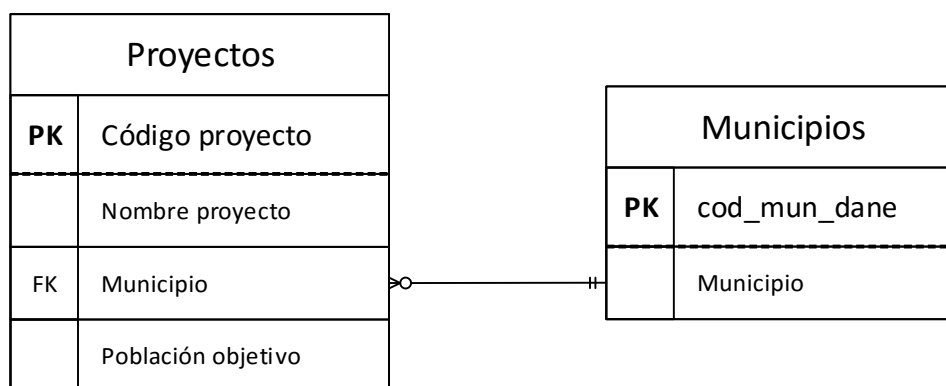 Proyectos
PK Código proyecto
Nombre proyecto
FK Municipio
Población objetivo
Municipios
PK cod_mun_dane
Municipio